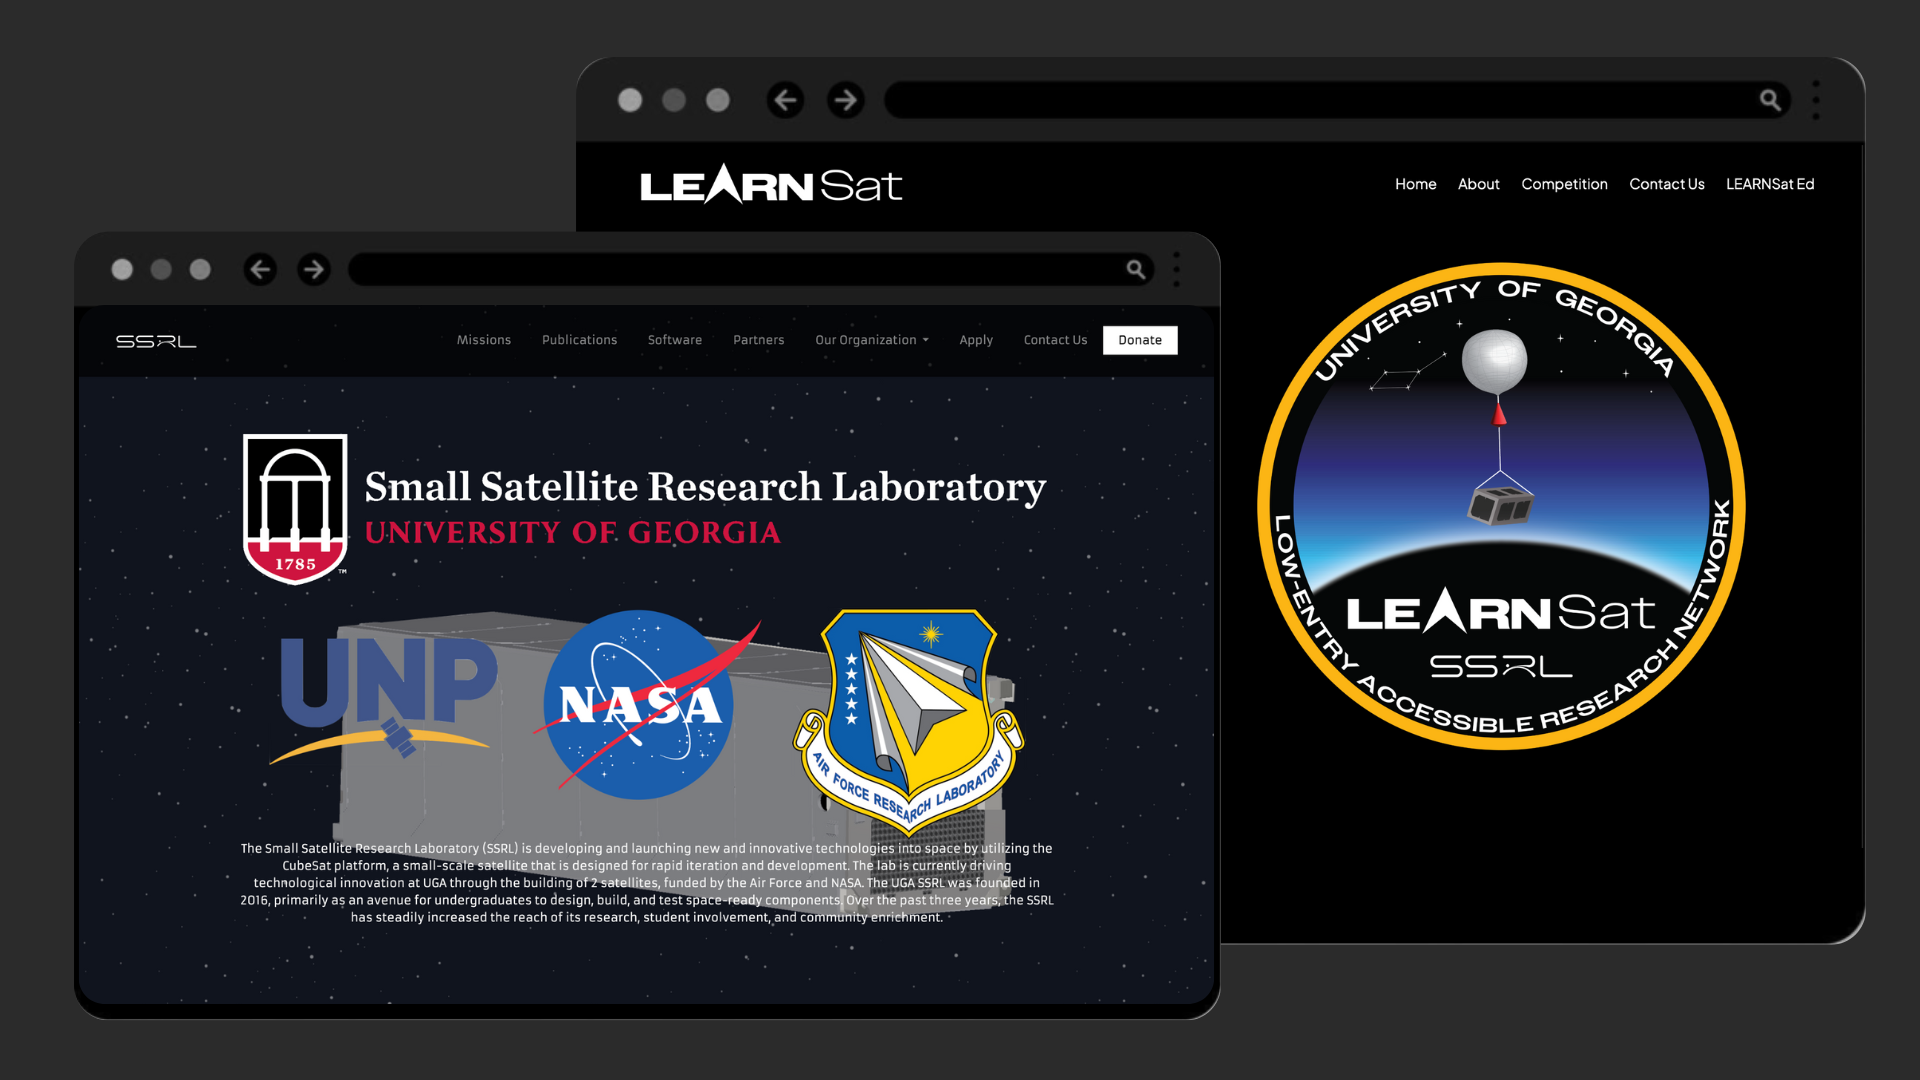 LEARN Sat
Home About Competition Contact Us LEARNSat Ed
UNIVERSITY OF GEORGIA
LEARN Sat
SSRL
LOW-ENTRY ACCESSIBLE RESEARCH NETWORK
SSRL
Missions Publications Software Partners Our Organization Apply Contact Us Donate
1785
TM
Small Satellite Research Laboratory
UNIVERSITY OF GEORGIA
UNP
NASA
AIR FORCE RESEARCH LABORATORY
The Small Satellite Research Laboratory (SSRL) is developing and launching new and innovative technologies into space by utilizing the
CubeSat platform, a small-scale satellite that is designed for rapid iteration and development. The lab is currently driving
technological innovation at UGA through the building of 2 satellites, funded by the Air Force and NASA. The UGA SSRL was founded in
2016, primarily as an avenue for undergraduates to design, build, and test space-ready components. Over the past three years, the SSRL
has steadily increased the reach of its research, student involvement, and community enrichment.